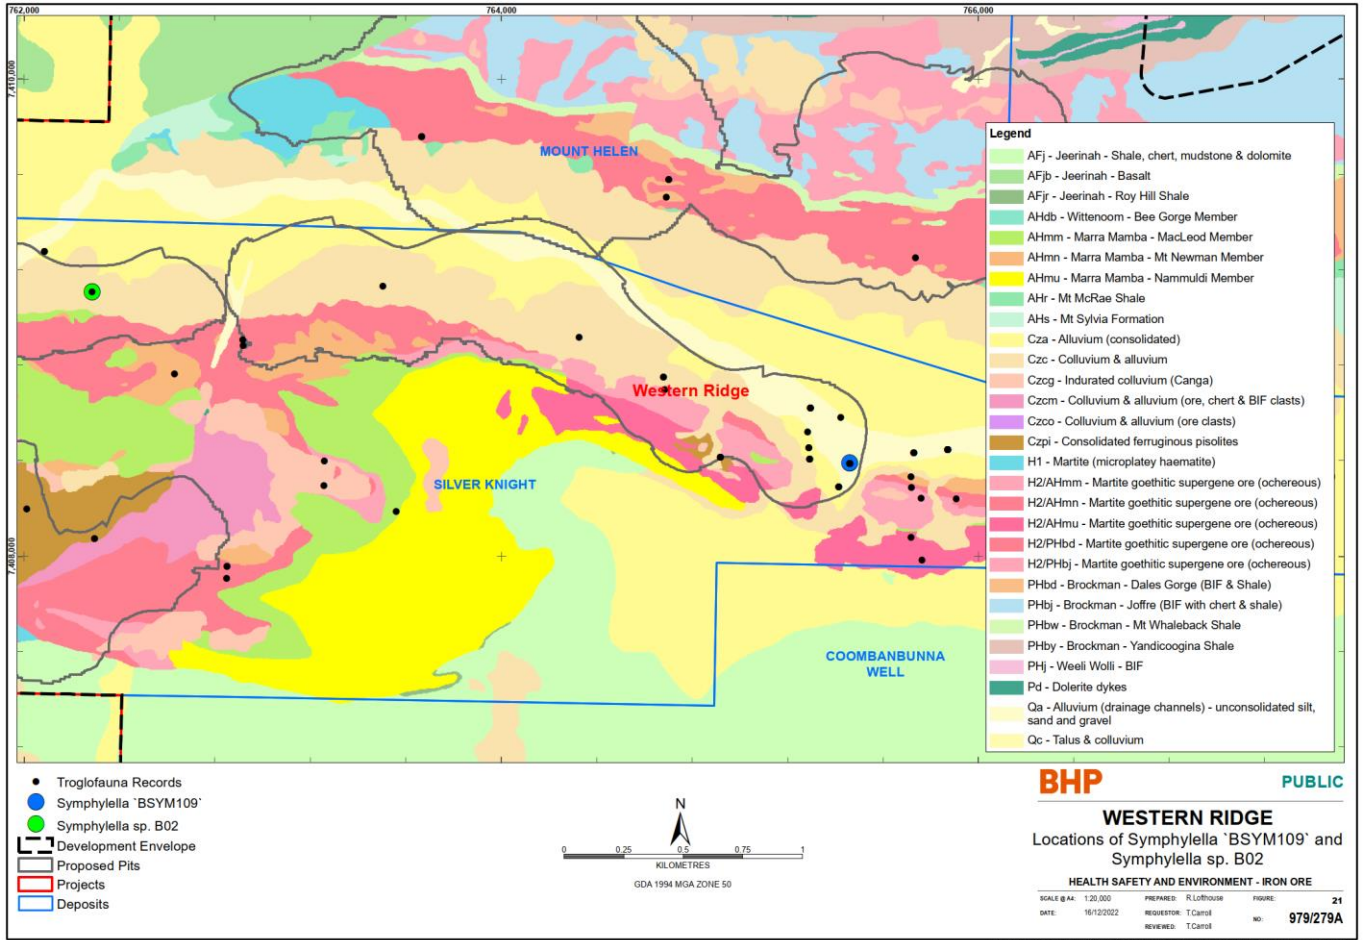 762,000
764,000
766,000
7,410,000
7,408,000
MOUNT HELEN
Western Ridge
SILVER KNIGHT
COOMBANBUNNA
WELL
Legend
AFj - Jeerinah - Shale, chert, mudstone & dolomite
AFjb - Jeerinah - Basalt
AFjr - Jeerinah - Roy Hill Shale
AHdb - Wittenoom - Bee Gorge Member
AHmm - Marra Mamba - MacLeod Member
AHmn - Marra Mamba - Mt Newman Member
AHmu - Marra Mamba - Nammuldi Member
AHr - Mt McRae Shale
AHs - Mt Sylvia Formation
Cza - Alluvium (consolidated)
Czc - Colluvium & alluvium
Czcg - Indurated colluvium (Canga)
Czcm - Colluvium & alluvium (ore, chert & BIF clasts)
Czco - Colluvium & alluvium (ore clasts)
Czpi - Consolidated ferruginous pisolites
H1 - Martite (microplatey haematite)
H2/AHmm - Martite goethitic supergene ore (ochereous)
H2/AHmn - Martite goethitic supergene ore (ochereous)
H2/AHmu - Martite goethitic supergene ore (ochereous)
H2/PHbd - Martite goethitic supergene ore (ochereous)
H2/PHbj - Martite goethitic supergene ore (ochereous)
PHbd - Brockman - Dales Gorge (BIF & Shale)
PHbj - Brockman - Joffre (BIF with chert & shale)
PHbw - Brockman - Mt Whaleback Shale
PHby - Brockman - Yandicoogina Shale
PHj - Weeli Wolli - BIF
Pd - Dolerite dykes
Qa - Alluvium (drainage channels) - unconsolidated silt,
sand and gravel
Qc - Talus & colluvium
Troglofauna Records
Symphylella `BSYM109`
Symphylella sp. B02
Development Envelope
Proposed Pits
Projects
Deposits
N
0 0.25 0.5 0.75 1
KILOMETRES
GDA 1994 MGA ZONE 50
BHP PUBLIC
WESTERN RIDGE
Locations of Symphylella `BSYM109` and
Symphylella sp. B02
HEALTH SAFETY AND ENVIRONMENT - IRON ORE
SCALE @ A4: 1:20,000 PREPARED: R.Lofthouse FIGURE: 21
DATE: 16/12/2022 REQUESTOR: T.Carroll NO: 979/279A
REVIEWED: T.Carroll